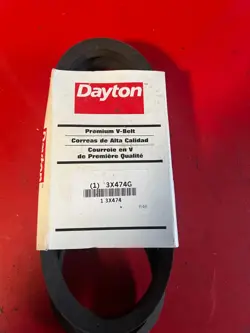 Dayton
Premium V-Belt
Correas de Alta Calidad
Courroie en V
de Première Qualité
(1) 3X474G
1 3X474